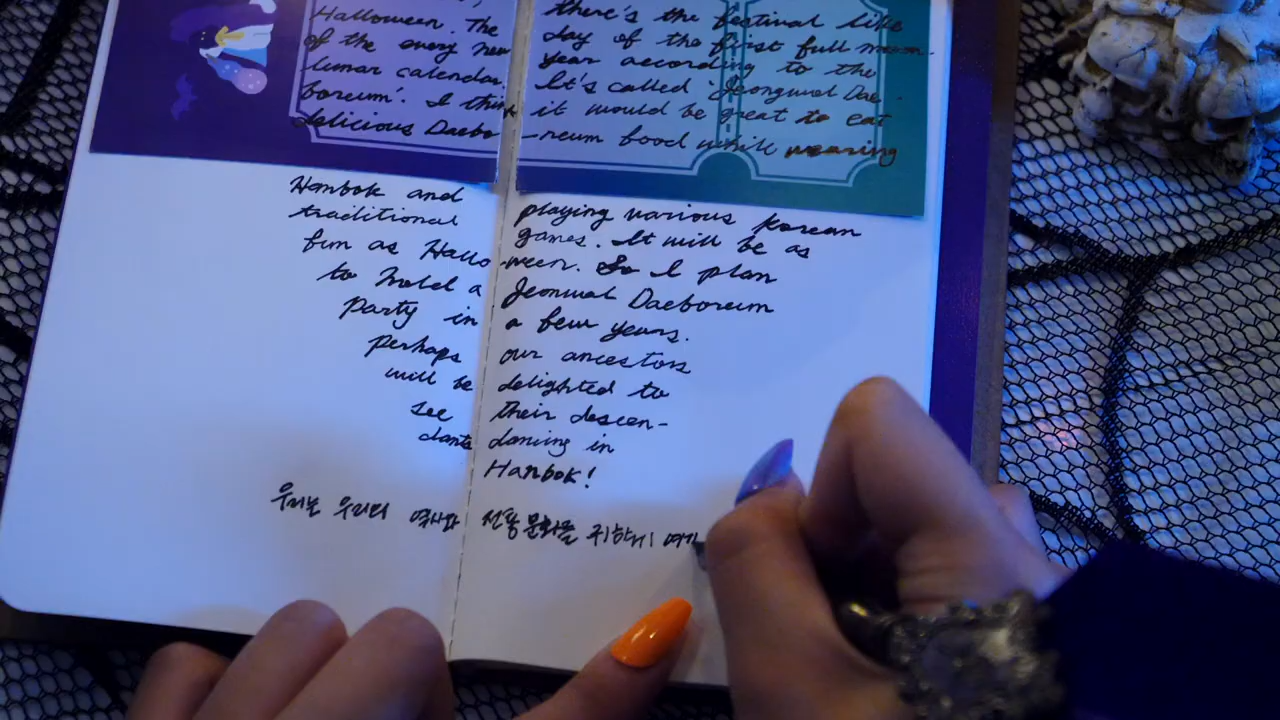 Halloween. The there's the festival like
of the every new day of the first full moon.
lunar calendar. year according to the
boreum'. I think It's called 'Jeongwol Dae-
delicious Daebo it would be great to eat
-reum food while wearing
Hanbok and playing various Korean
traditional games. It will be as
fun as Hallo-ween. So I plan
to hold a Jeonwol Daeboreum
Party in a few years.
Perhaps our ancestors
will be delighted to
see their descen-
dants dancing in
Hanbok!
우리는 우리의 역사와 전통문화를 귀하게 여기